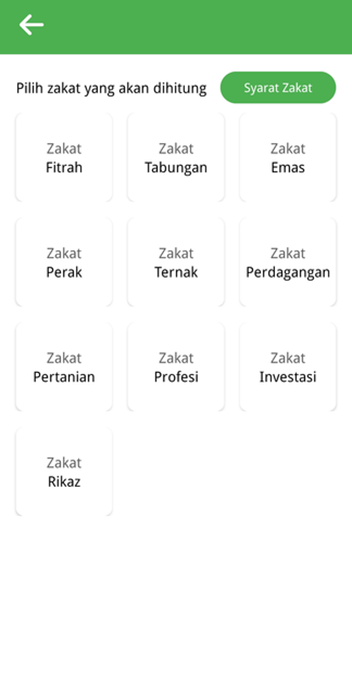 Pilih zakat yang akan dihitung
Syarat Zakat
Zakat
Fitrah
Zakat
Tabungan
Zakat
Emas
Zakat
Perak
Zakat
Ternak
Zakat
Perdagangan
Zakat
Pertanian
Zakat
Profesi
Zakat
Investasi
Zakat
Rikaz